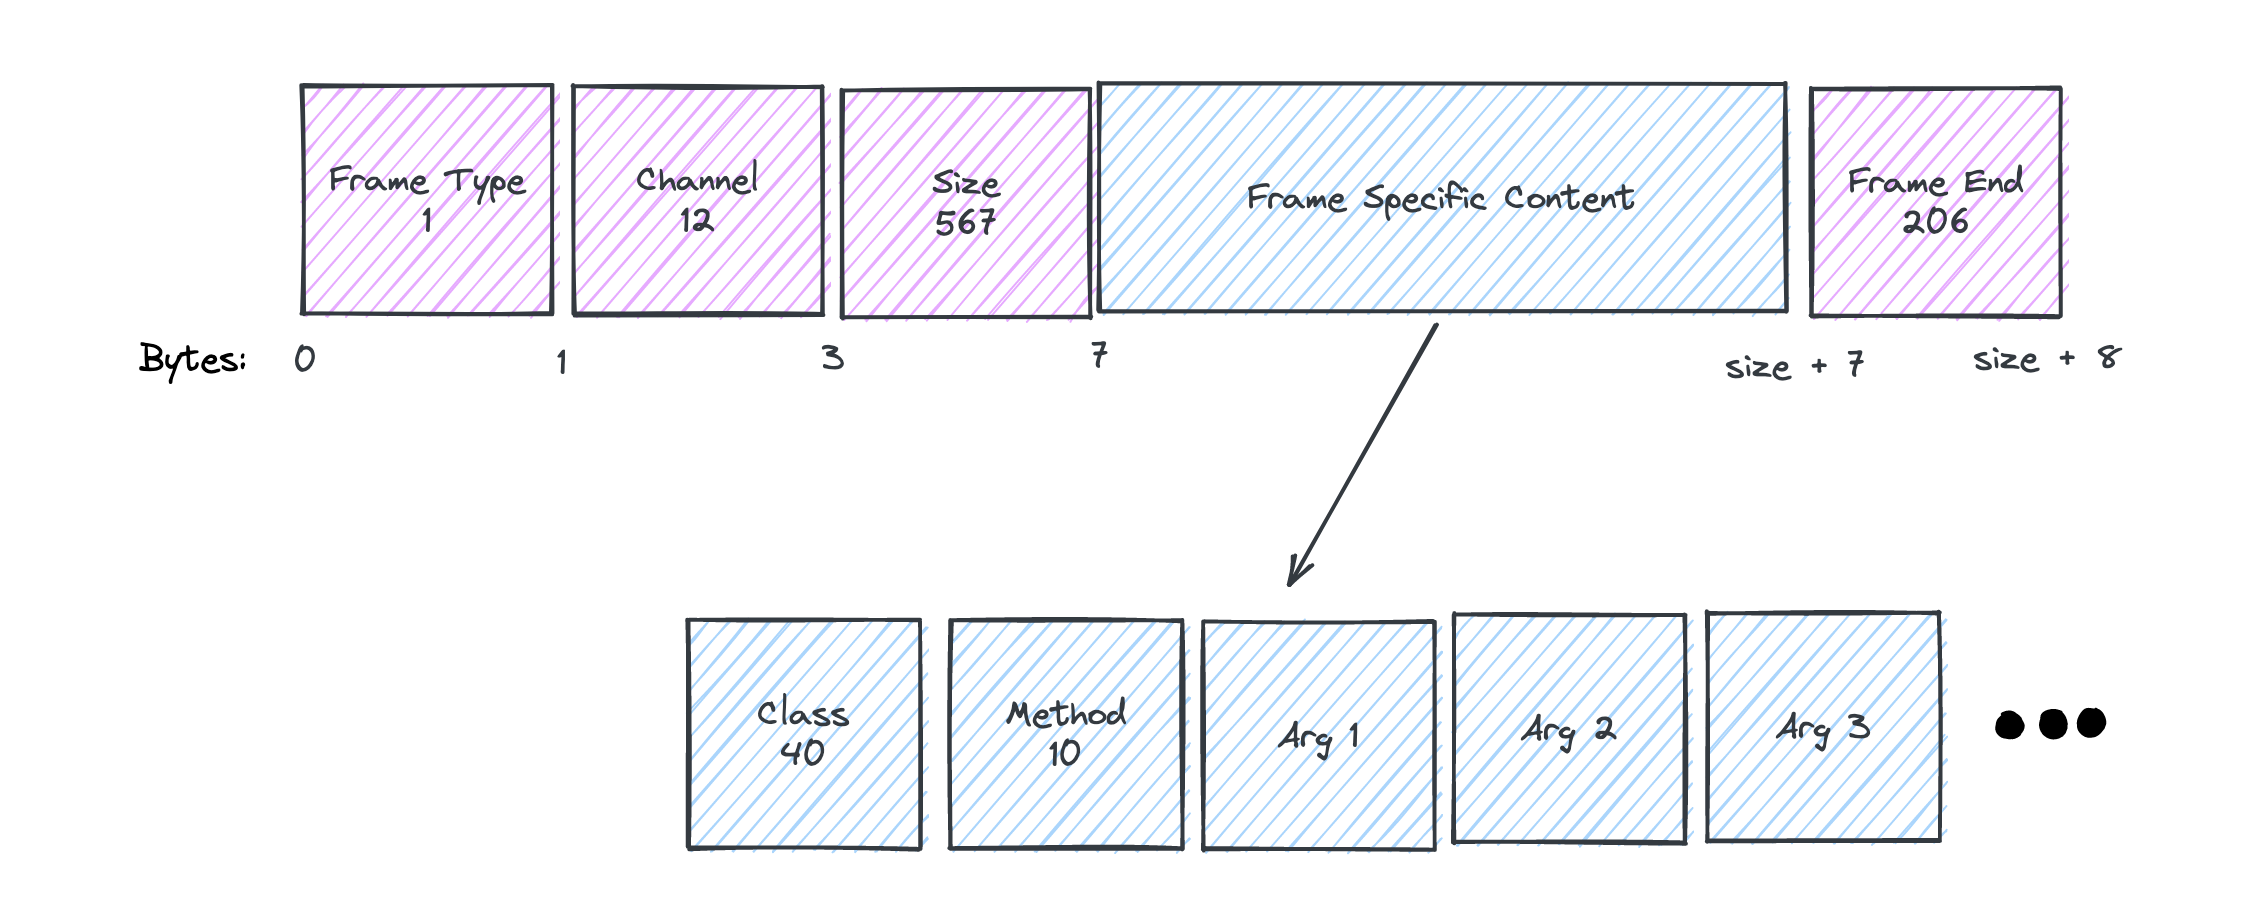 Frame Type
1
Channel
12
Size
567
Frame Specific Content
Frame End
206
Bytes:
0
1
3
7
size + 7
size + 8
Class
40
Method
10
Arg 1
Arg 2
Arg 3